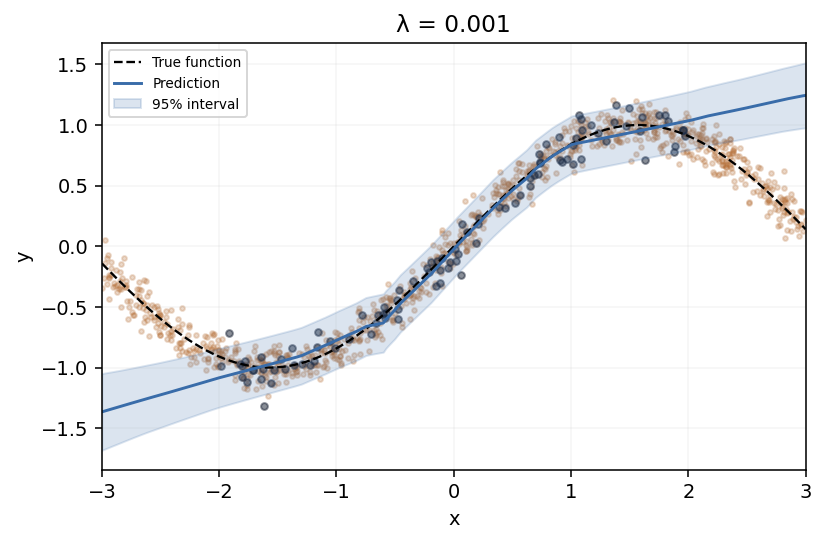 λ = 0.001
True function
Prediction
95% interval
1.5
1.0
0.5
0.0
−0.5
−1.0
−1.5
y
−3
−2
−1
0
1
2
3
x